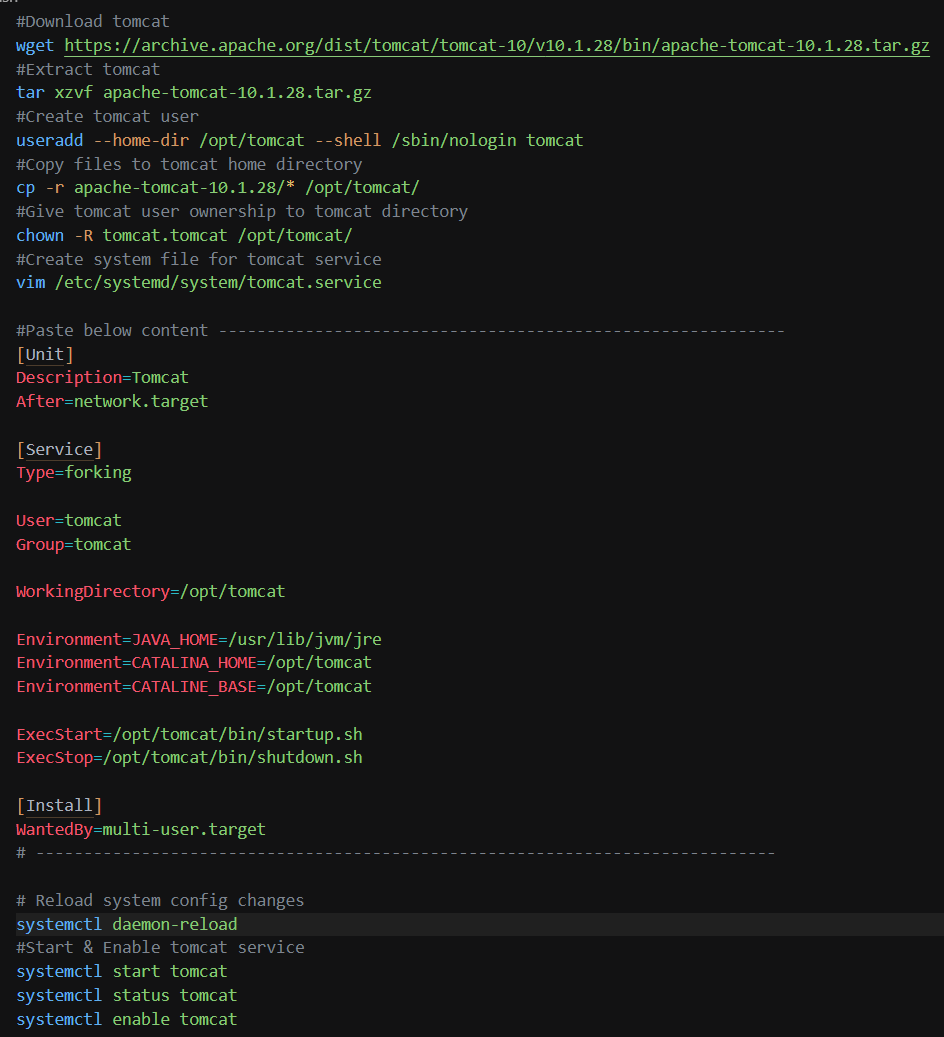 #Download tomcat
wget https://archive.apache.org/dist/tomcat/tomcat-10/v10.1.28/bin/apache-tomcat-10.1.28.tar.gz
#Extract tomcat
tar xzvf apache-tomcat-10.1.28.tar.gz
#Create tomcat user
useradd --home-dir /opt/tomcat --shell /sbin/nologin tomcat
#Copy files to tomcat home directory
cp -r apache-tomcat-10.1.28/* /opt/tomcat/
#Give tomcat user ownership to tomcat directory
chown -R tomcat.tomcat /opt/tomcat/
#Create system file for tomcat service
vim /etc/systemd/system/tomcat.service
#Paste below content -----------------------------------------------------------
[Unit]
Description=Tomcat
After=network.target
[Service]
Type=forking
User=tomcat
Group=tomcat
WorkingDirectory=/opt/tomcat
Environment=JAVA_HOME=/usr/lib/jvm/jre
Environment=CATALINA_HOME=/opt/tomcat
Environment=CATALINE_BASE=/opt/tomcat
ExecStart=/opt/tomcat/bin/startup.sh
ExecStop=/opt/tomcat/bin/shutdown.sh
[Install]
WantedBy=multi-user.target
# -----------------------------------------------------------------------------
# Reload system config changes
systemctl daemon-reload
#Start & Enable tomcat service
systemctl start tomcat
systemctl status tomcat
systemctl enable tomcat